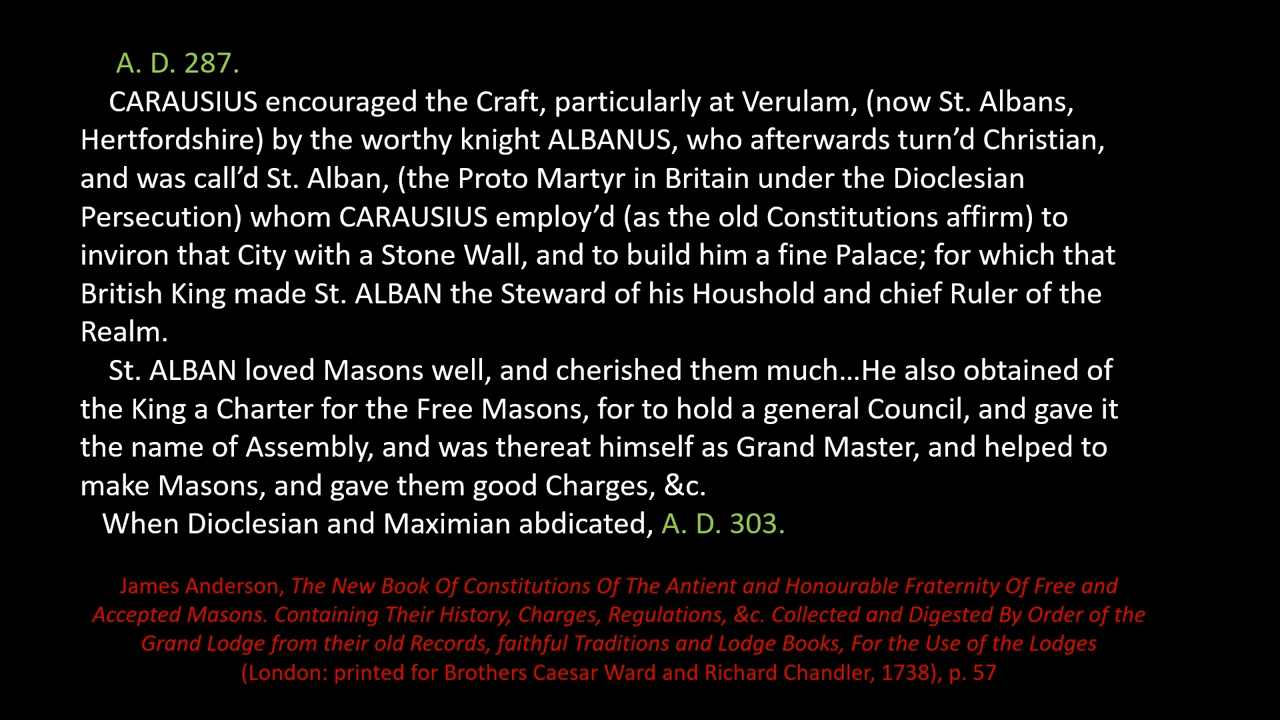 A. D. 287.
CARAUSIUS encouraged the Craft, particularly at Verulam, (now St. Albans,
Hertfordshire) by the worthy knight ALBANUS, who afterwards turn’d Christian,
and was call’d St. Alban, (the Proto Martyr in Britain under the Dioclesian
Persecution) whom CARAUSIUS employ’d (as the old Constitutions affirm) to
inviron that City with a Stone Wall, and to build him a fine Palace; for which that
British King made St. ALBAN the Steward of his Houshold and chief Ruler of the
Realm.
St. ALBAN loved Masons well, and cherished them much…He also obtained of
the King a Charter for the Free Masons, for to hold a general Council, and gave it
the name of Assembly, and was thereat himself as Grand Master, and helped to
make Masons, and gave them good Charges, &c.
When Dioclesian and Maximian abdicated, A. D. 303.
James Anderson, The New Book Of Constitutions Of The Antient and Honourable Fraternity Of Free and
Accepted Masons. Containing Their History, Charges, Regulations, &c. Collected and Digested By Order of the
Grand Lodge from their old Records, faithful Traditions and Lodge Books, For the Use of the Lodges
(London: printed for Brothers Caesar Ward and Richard Chandler, 1738), p. 57